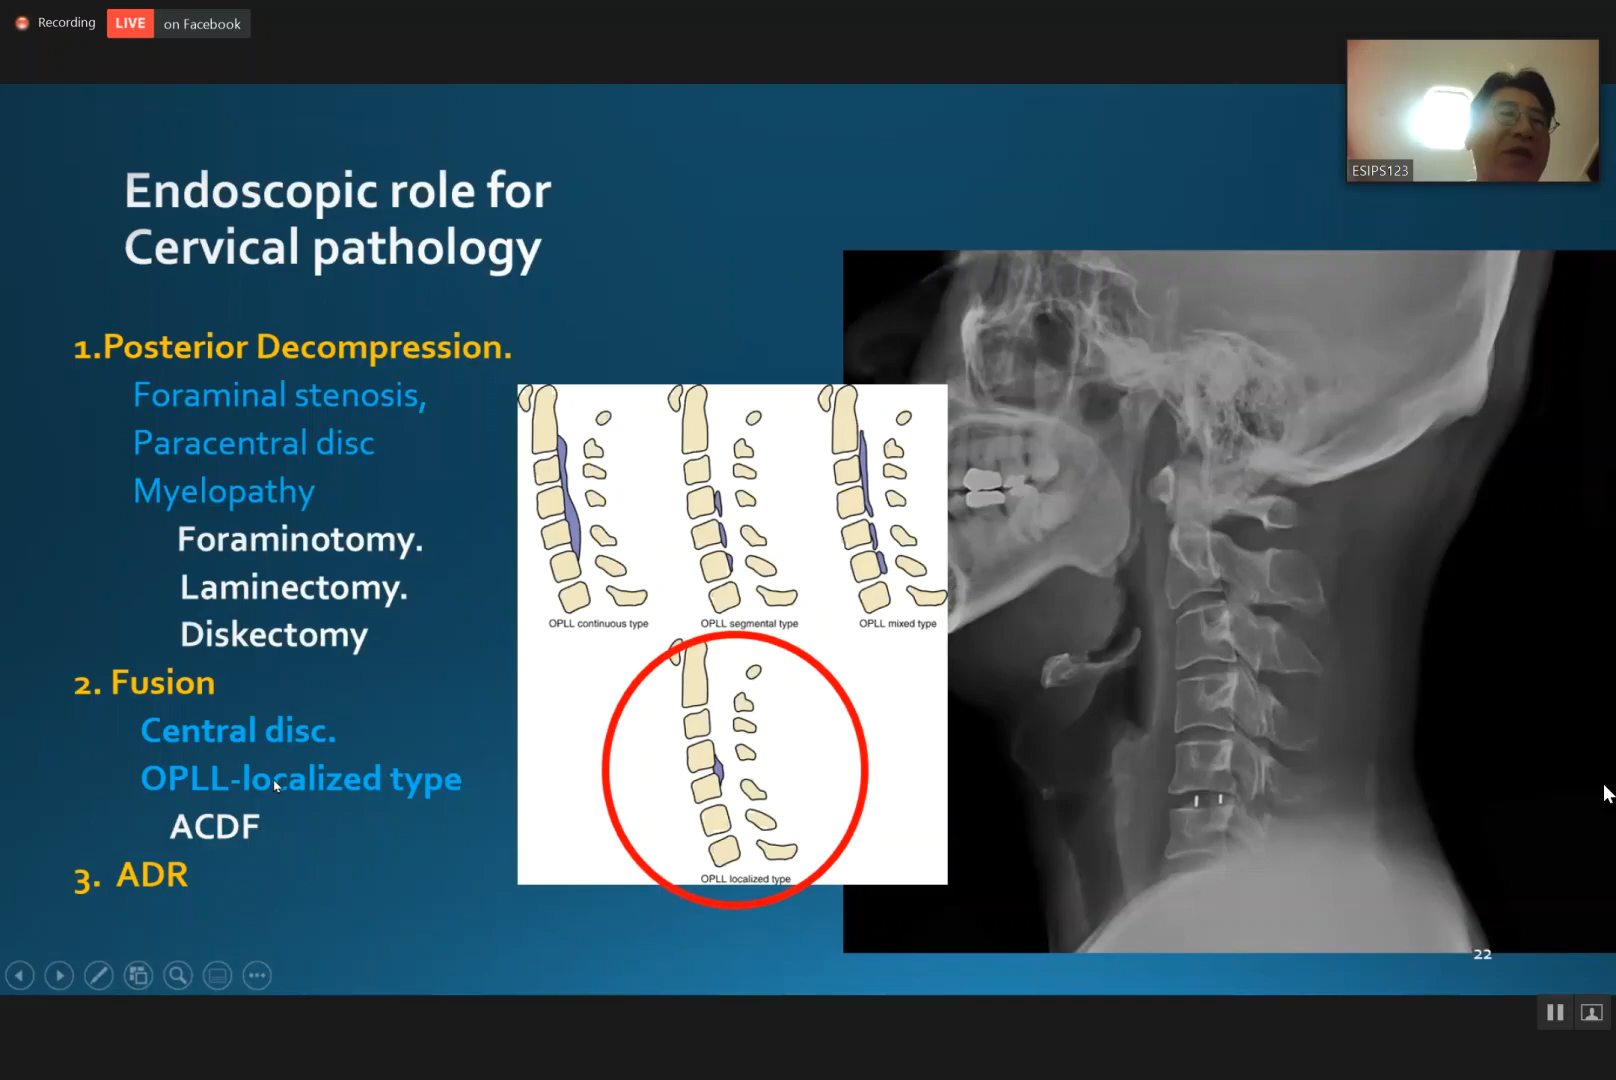 Recording
LIVE on Facebook
ESIPS123
Endoscopic role for
Cervical pathology
1.Posterior Decompression.
Foraminal stenosis,
Paracentral disc
Myelopathy
Foraminotomy.
Laminectomy.
Diskectomy
2. Fusion
Central disc.
OPLL-localized type
ACDF
3. ADR
OPLL continuous type
OPLL segmental type
OPLL mixed type
OPLL localized type
22